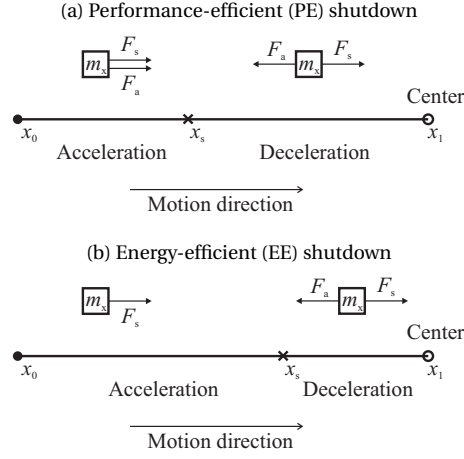 (a) Performance-efficient (PE) shutdown
F_s
F_a m_x F_s
m_x
F_a
Center
x_0 x_s x_1
Acceleration Deceleration
Motion direction
(b) Energy-efficient (EE) shutdown
m_x F_a m_x F_s
F_s
Center
x_0 x_s x_1
Acceleration Deceleration
Motion direction